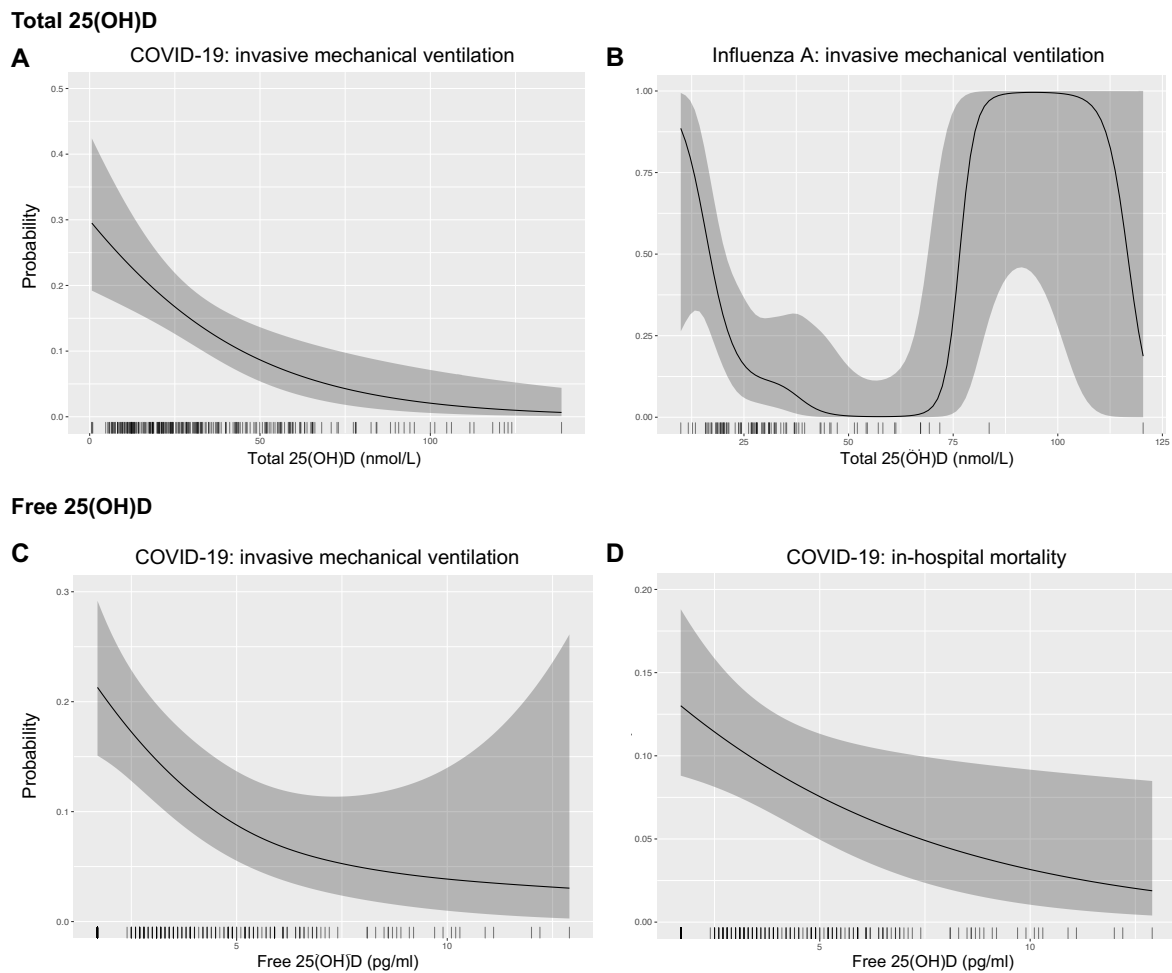 Total 25(OH)D
A
COVID-19: invasive mechanical ventilation
0.5
0.4
0.3
0.2
0.1
0.0
Probability
0
50
100
Total 25(OH)D (nmol/L)
B
Influenza A: invasive mechanical ventilation
1.00
0.75
0.50
0.25
0.00
25
50
75
100
125
Total 25(OH)D (nmol/L)
Free 25(OH)D
C
COVID-19: invasive mechanical ventilation
0.3
0.2
0.1
0.0
Probability
5
10
Free 25(OH)D (pg/ml)
D
COVID-19: in-hospital mortality
0.20
0.15
0.10
0.05
0.00
5
10
Free 25(OH)D (pg/ml)